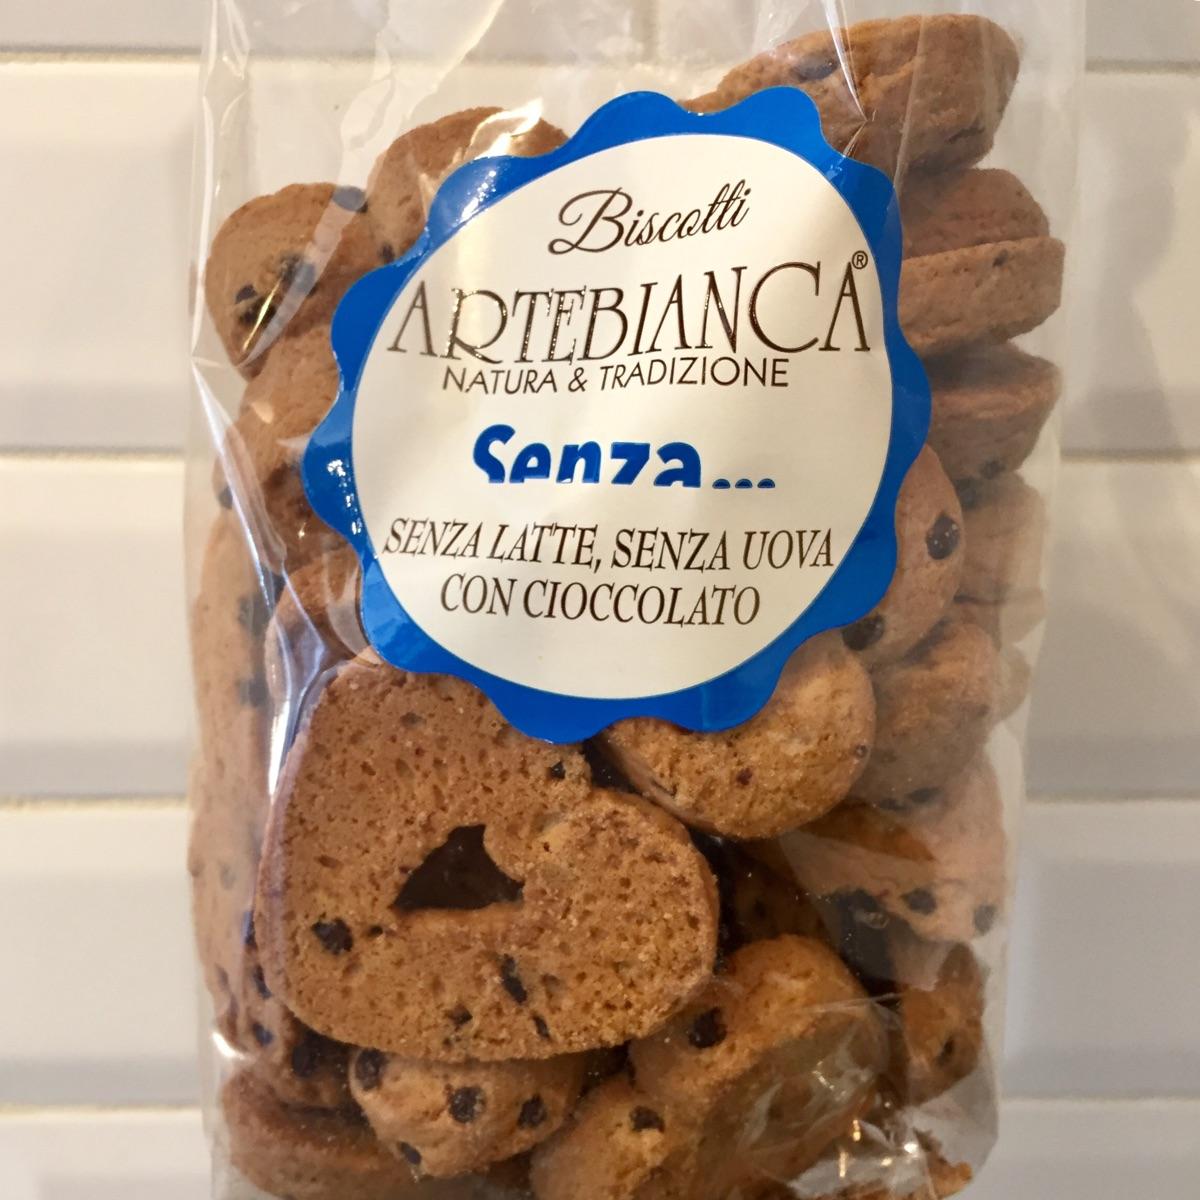 Biscotti
ARTEBIANCA®
NATURA & TRADIZIONE
Senza...
SENZA LATTE, SENZA UOVA
CON CIOCCOLATO